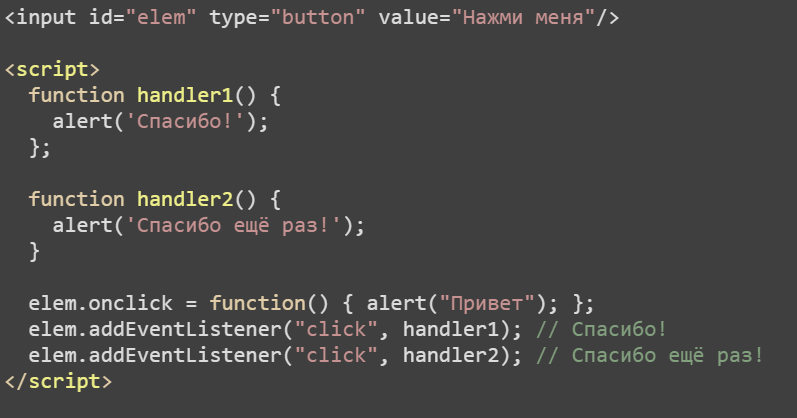 <input id="elem" type="button" value="Нажми меня"/>
<script>
function handler1() {
alert('Спасибо!');
};
function handler2() {
alert('Спасибо ещё раз!');
}
elem.onclick = function() { alert("Привет"); };
elem.addEventListener("click", handler1); // Спасибо!
elem.addEventListener("click", handler2); // Спасибо ещё раз!
</script>